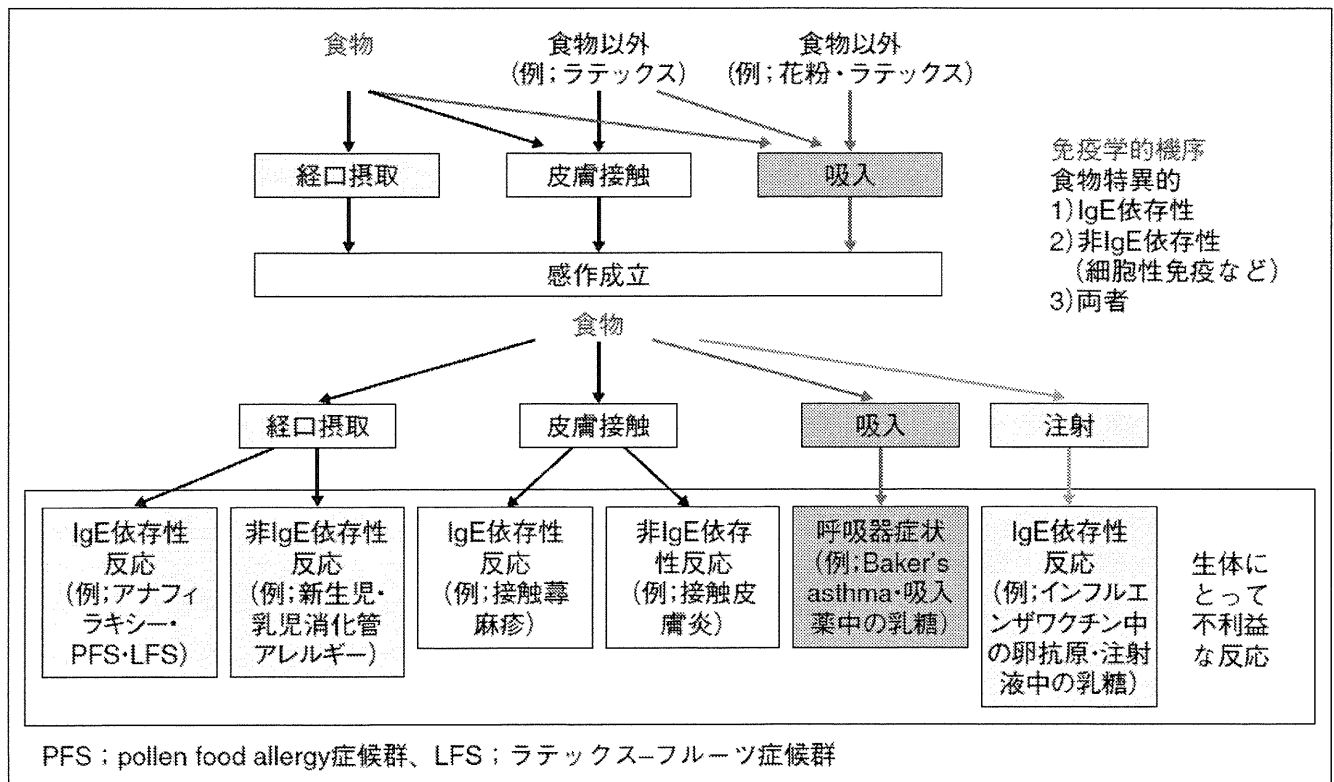 食物
食物以外
(例；ラテックス)
食物以外
(例；花粉・ラテックス)
経口摂取
皮膚接触
吸入
免疫学的機序
食物特異的
1)IgE依存性
2)非IgE依存性
(細胞性免疫など)
3)両者
感作成立
食物
経口摂取
皮膚接触
吸入
注射
IgE依存性
反応
(例；アナフィ
ラキシー・
PFS・LFS)
非IgE依存性
反応
(例；新生児・
乳児消化管
アレルギー)
IgE依存性
反応
(例；接触蕁
麻疹)
非IgE依存
性反応
(例；接触皮
膚炎)
呼吸器症状
(例；Baker's
asthma・吸入
薬中の乳糖)
IgE依存性
反応
(例；インフルエ
ンザワクチン中
の卵抗原・注射
液中の乳糖)
生体に
とって
不利益
な反応
PFS；pollen food allergy症候群、LFS；ラテックス–フルーツ症候群